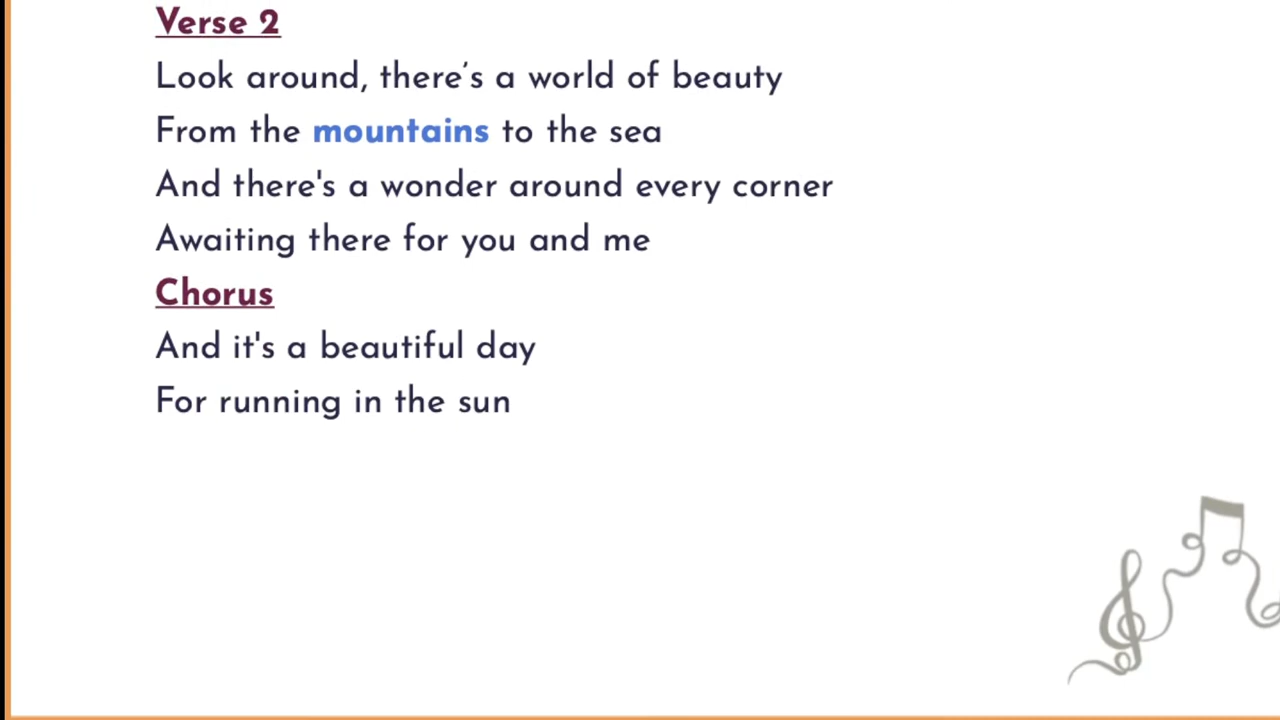 Verse 2
Look around, there’s a world of beauty
From the mountains to the sea
And there's a wonder around every corner
Awaiting there for you and me
Chorus
And it's a beautiful day
For running in the sun